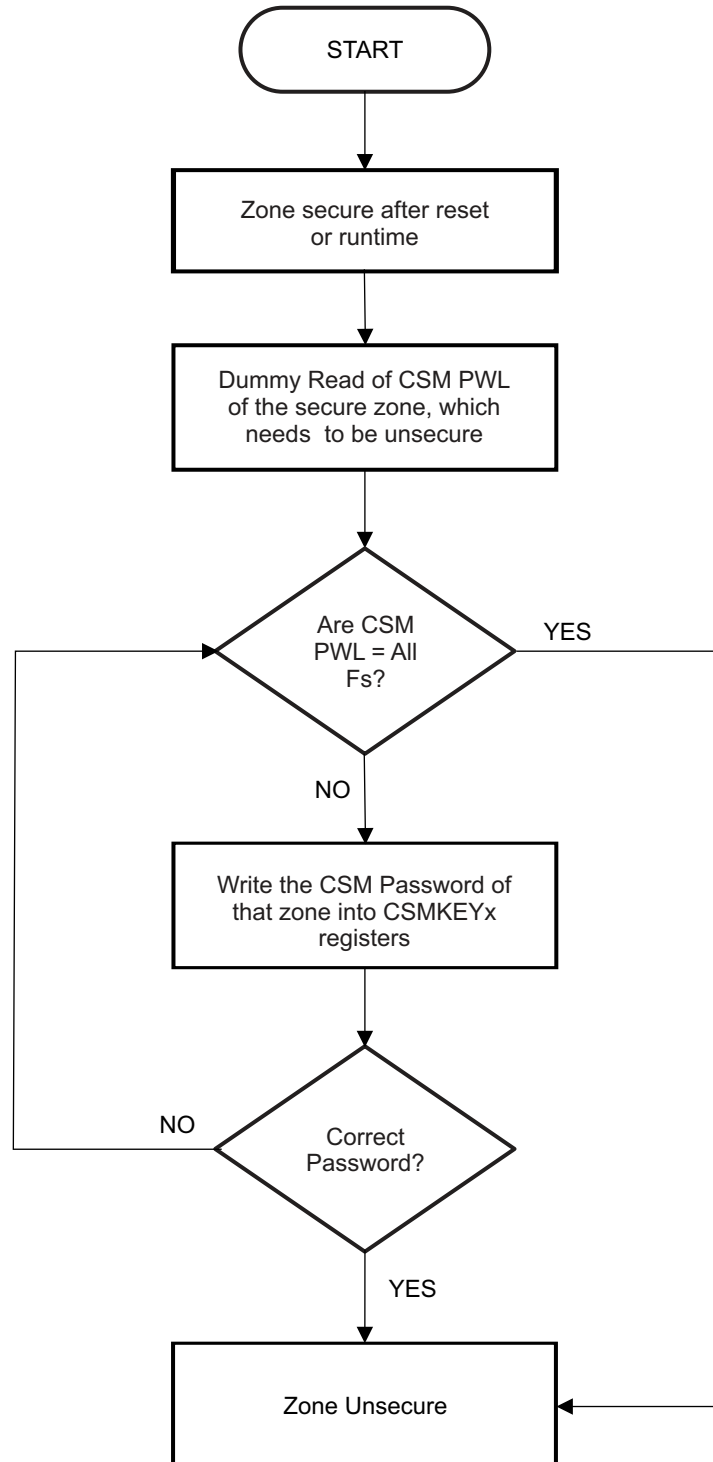 START
Zone secure after reset
or runtime
Dummy Read of CSM PWL
of the secure zone, which
needs to be unsecure
Are CSM
PWL = All
Fs?
YES
NO
Write the CSM Password of
that zone into CSMKEYx
registers
NO
Correct
Password?
YES
Zone Unsecure